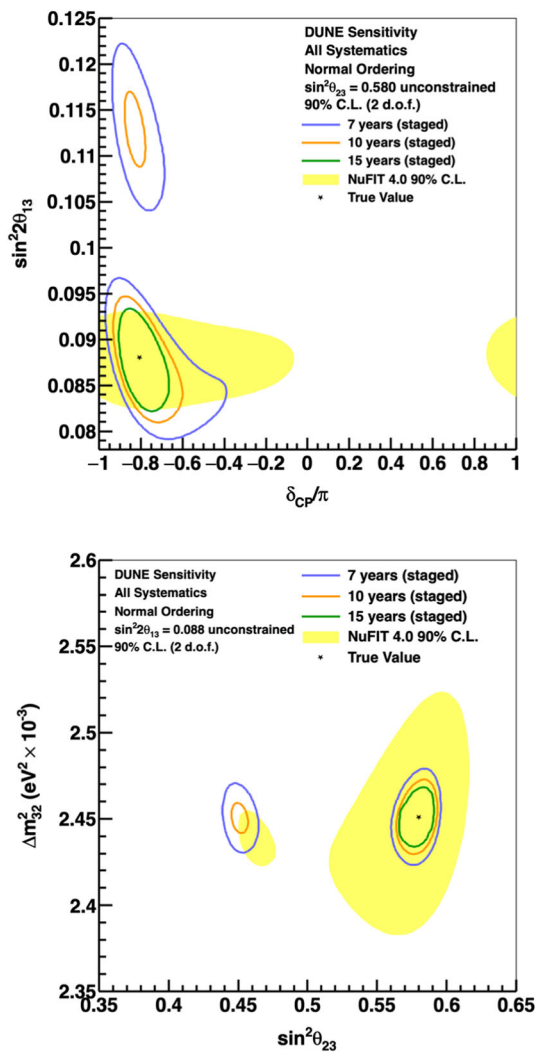 0.125
0.12
0.115
0.11
0.105
0.1
0.095
0.09
0.085
0.08
sin²2θ₁₃
DUNE Sensitivity
All Systematics
Normal Ordering
sin²θ₂₃ = 0.580 unconstrained
90% C.L. (2 d.o.f.)
7 years (staged)
10 years (staged)
15 years (staged)
NuFIT 4.0 90% C.L.
True Value
−1 −0.8 −0.6 −0.4 −0.2 0 0.2 0.4 0.6 0.8 1
δCP/π
2.6
2.55
2.5
2.45
2.4
2.35
Δm²₃₂ (eV² × 10⁻³)
DUNE Sensitivity
All Systematics
Normal Ordering
sin²2θ₁₃ = 0.088 unconstrained
90% C.L. (2 d.o.f.)
7 years (staged)
10 years (staged)
15 years (staged)
NuFIT 4.0 90% C.L.
True Value
0.35 0.4 0.45 0.5 0.55 0.6 0.65
sin²θ₂₃